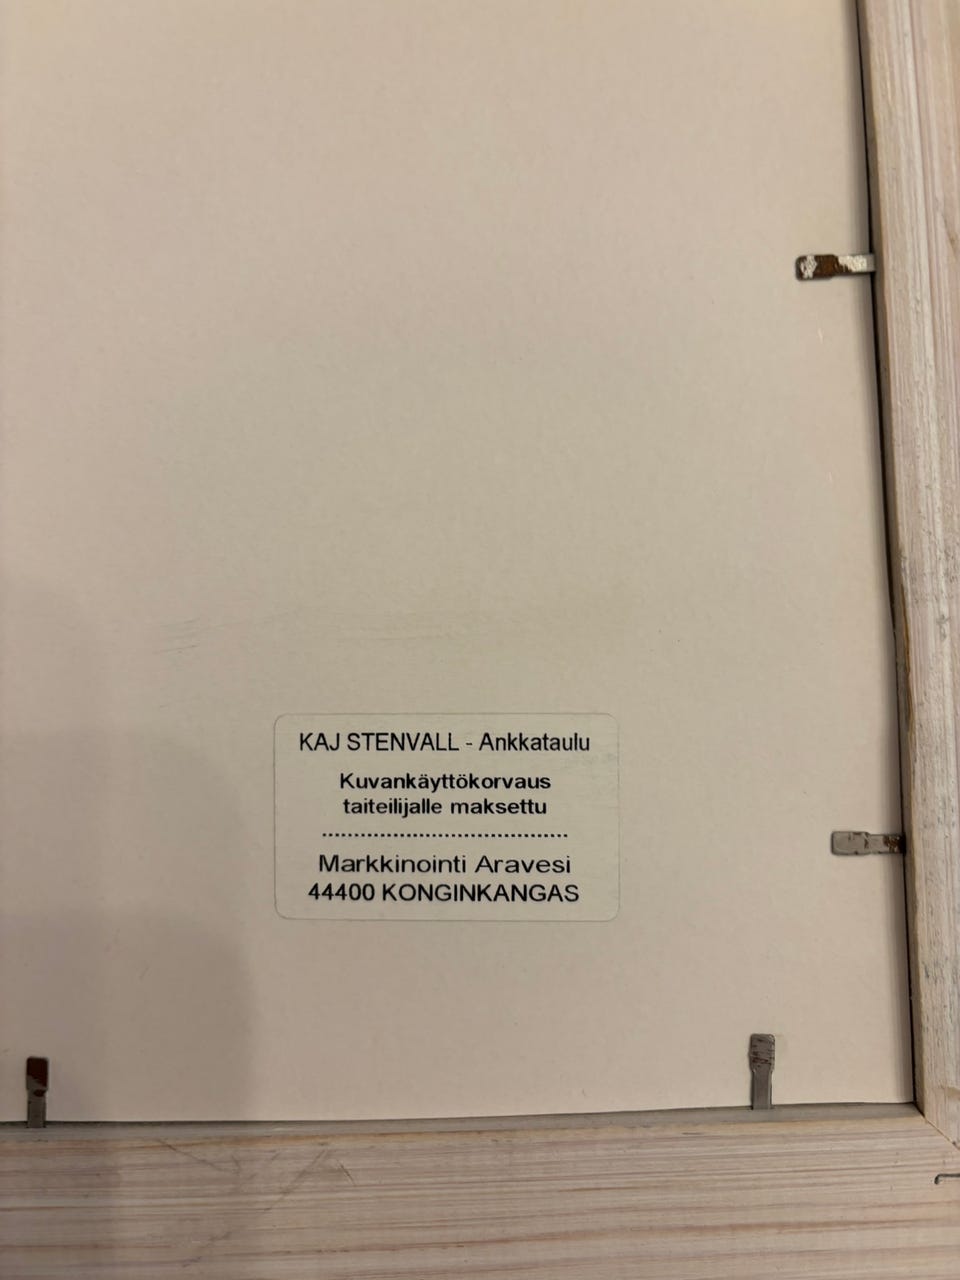 KAJ STENVALL - Ankkataulu
Kuvankäyttökorvaus
taiteilijalle maksettu
Markkinointi Aravesi
44400 KONGINKANGAS